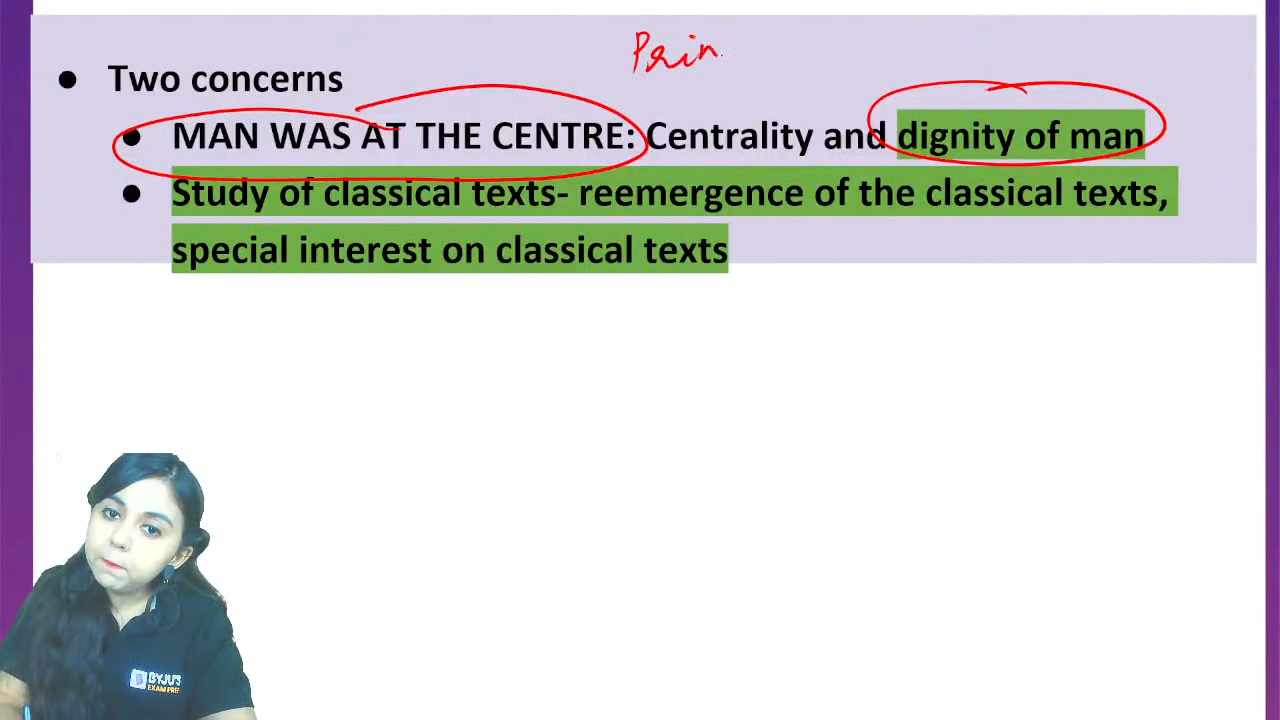 Prin
● Two concerns
● MAN WAS AT THE CENTRE: Centrality and dignity of man
● Study of classical texts- reemergence of the classical texts,
special interest on classical texts
BYJU'S
EXAM PREP